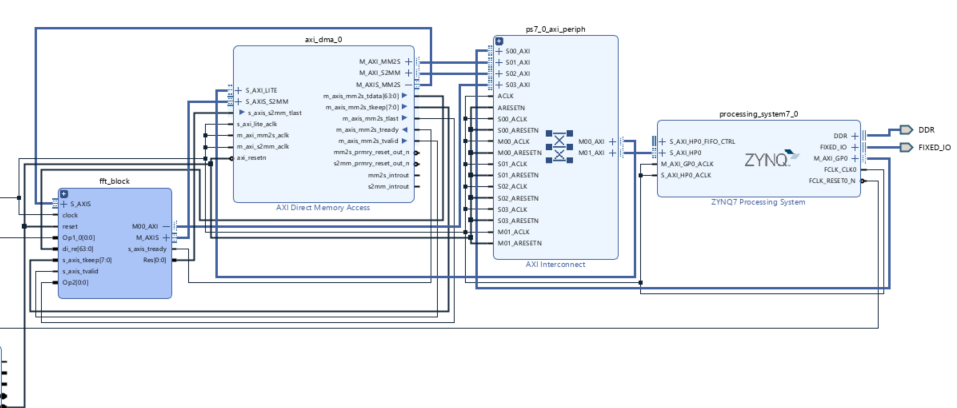 axi_dma_0
M_AXI_MM2S
M_AXI_S2MM
M_AXIS_MM2S
S_AXI_LITE
m_axis_mm2s_tdata[63:0]
S_AXIS_S2MM
m_axis_mm2s_tkeep[7:0]
s_axis_s2mm_tlast
m_axis_mm2s_tlast
s_axi_lite_aclk
m_axis_mm2s_tready
m_axi_mm2s_aclk
m_axis_mm2s_tvalid
m_axi_s2mm_aclk
mm2s_prmry_reset_out_n
axi_resetn
s2mm_prmry_reset_out_n
mm2s_introut
s2mm_introut
AXI Direct Memory Access
fft_block
S_AXIS
clock
reset
M00_AXI
Op1_0[0:0]
M_AXIS
di_re[63:0]
s_axis_tready
s_axis_tkeep[7:0]
Res[0:0]
s_axis_tvalid
Op2[0:0]
ps7_0_axi_periph
S00_AXI
S01_AXI
S02_AXI
S03_AXI
ACLK
ARESETN
S00_ACLK
S00_ARESETN
M00_ACLK
M00_AXI
M00_ARESETN
M01_AXI
S01_ACLK
S01_ARESETN
S02_ACLK
S02_ARESETN
S03_ACLK
S03_ARESETN
M01_ACLK
M01_ARESETN
AXI Interconnect
processing_system7_0
DDR
S_AXI_HP0_FIFO_CTRL
FIXED_IO
S_AXI_HP0
M_AXI_GP0
M_AXI_GP0_ACLK
ZYNQ
FCLK_CLK0
S_AXI_HP0_ACLK
FCLK_RESET0_N
ZYNQ7 Processing System
DDR
FIXED_IO